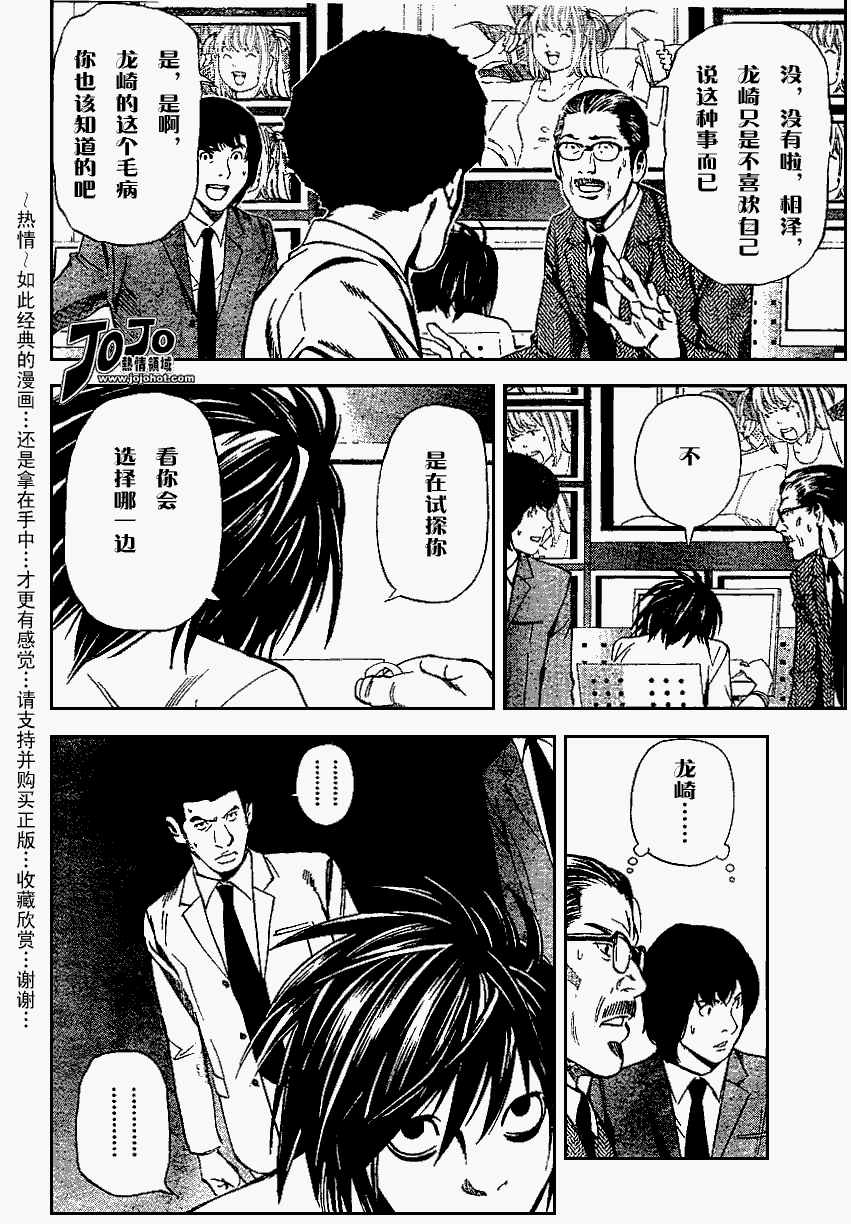 没，没有啦，相泽，
龙崎只是不喜欢自己
说这种事而已
是，是啊，
龙崎的这个毛病
你也该知道的吧
JOJO
熱情領域
www.jojohot.com
不
是在试探你
看你会
选择哪一边
龙崎……
………
…………
～热情～如此经典的漫画…还是拿在手中…才更有感觉…请支持并购买正版…收藏欣赏…谢谢…